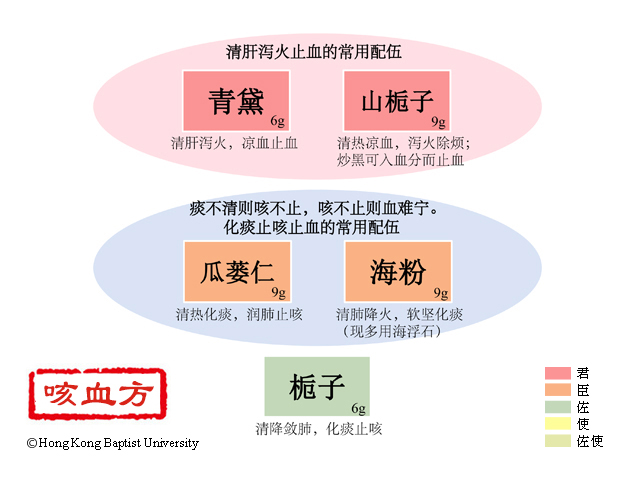 清肝泻火止血的常用配伍
青黛
6g
山栀子
9g
清肝泻火，凉血止血
清热凉血，泻火除烦；
炒黑可入血分而止血
痰不清则咳不止，咳不止则血难宁。
化痰止咳止血的常用配伍
瓜蒌仁
9g
海粉
9g
清热化痰，润肺止咳
清肺降火，软坚化痰
（现多用海浮石）
栀子
6g
清降敛肺，化痰止咳
咳血方
©Hong Kong Baptist University
君
臣
佐
使
佐使